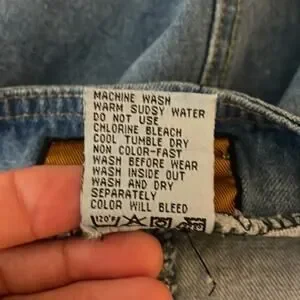 MACHINE WASH
WARM SUDSY WATER
DO NOT USE
CHLORINE BLEACH
COOL TUMBLE DRY
NON COLOR-FAST
WASH BEFORE WEAR
WASH INSIDE OUT
WASH AND DRY
SEPARATELY
COLOR WILL BLEED
120°F